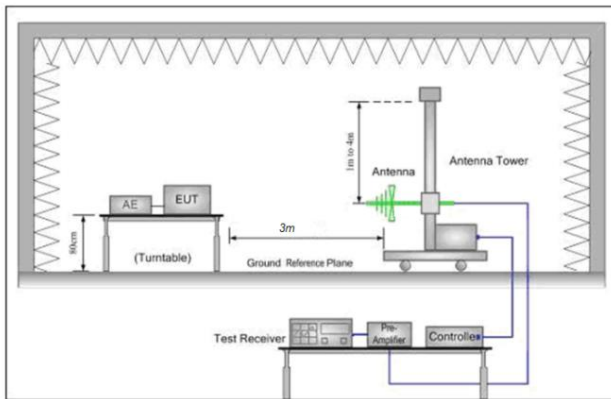 1m to 4m
Antenna
Antenna Tower
AE
EUT
3m
80cm
(Turntable)
Ground Reference Plane
Test Receiver
Pre-
Amplifier
Controller